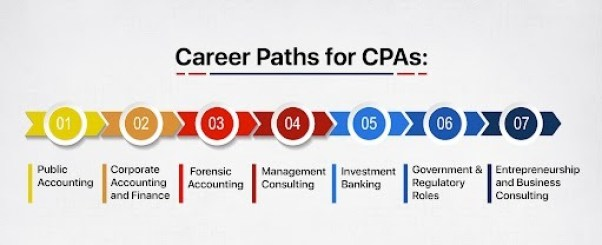 Career Paths for CPAs:
01
02
03
04
05
06
07
Public
Accounting
Corporate
Accounting
and Finance
Forensic
Accounting
Management
Consulting
Investment
Banking
Government &
Regulatory
Roles
Entrepreneurship
and Business
Consulting